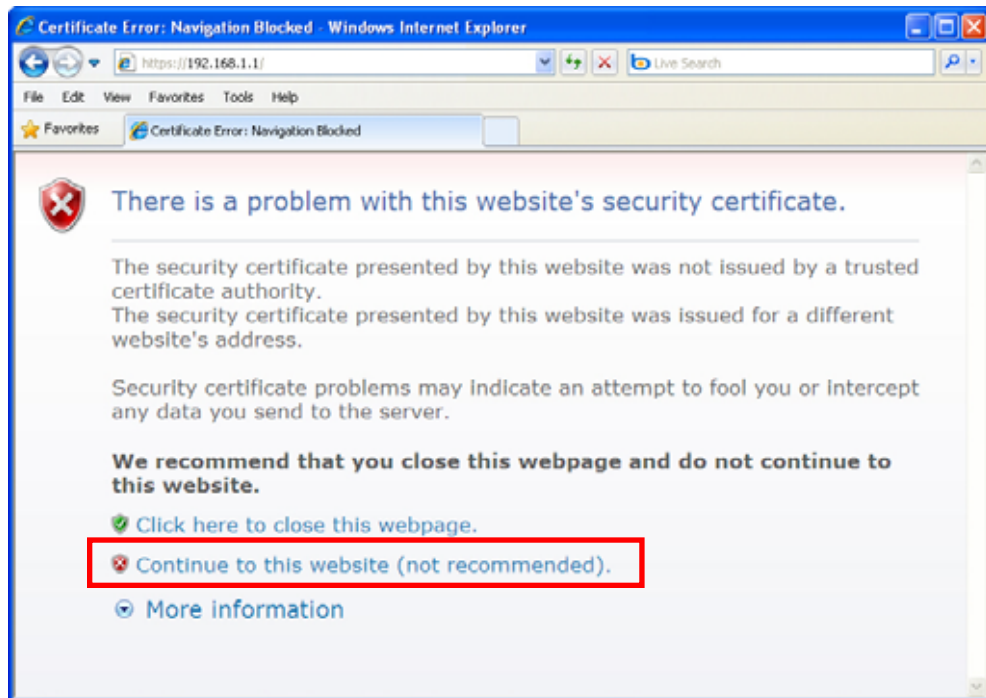 Certificate Error: Navigation Blocked - Windows Internet Explorer
https://192.168.1.1/
Live Search
File Edit View Favorites Tools Help
Favorites
Certificate Error: Navigation Blocked
There is a problem with this website's security certificate.
The security certificate presented by this website was not issued by a trusted
certificate authority.
The security certificate presented by this website was issued for a different
website's address.
Security certificate problems may indicate an attempt to fool you or intercept
any data you send to the server.
We recommend that you close this webpage and do not continue to
this website.
Click here to close this webpage.
Continue to this website (not recommended).
More information